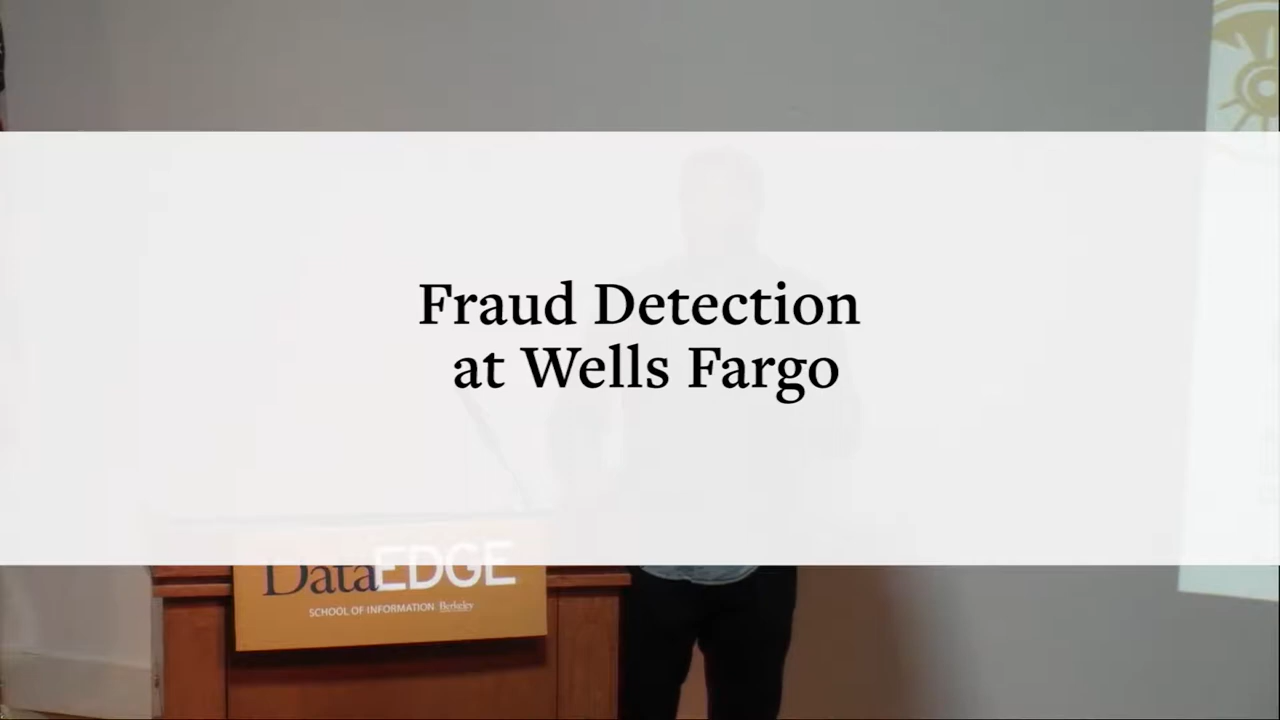 Fraud Detection
at Wells Fargo
DataEDGE
SCHOOL OF INFORMATION Berkeley